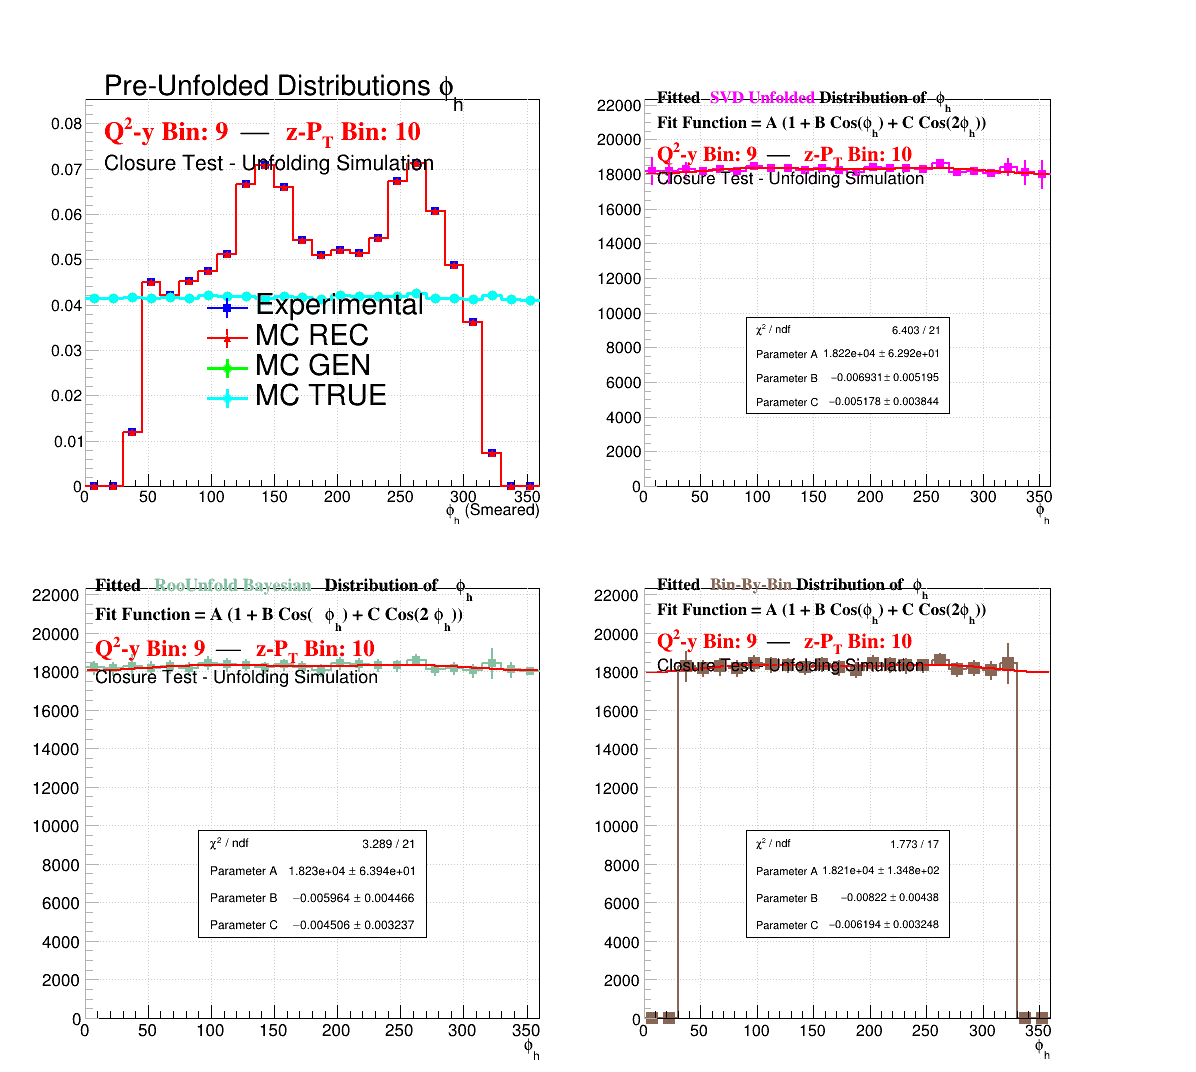 Pre-Unfolded Distributions ϕh
Q2-y Bin: 9 — z-PT Bin: 10
Closure Test - Unfolding Simulation
0.08
0.07
0.06
0.05
0.04
0.03
0.02
0.01
0
Experimental
MC REC
MC GEN
MC TRUE
0 50 100 150 200 250 300 350
ϕh (Smeared)
Fitted SVD Unfolded Distribution of ϕh
Fit Function = A (1 + B Cos(ϕh) + C Cos(2ϕh))
Q2-y Bin: 9 — z-PT Bin: 10
Closure Test - Unfolding Simulation
22000
20000
18000
16000
14000
12000
10000
8000
6000
4000
2000
0
χ2 / ndf 6.403 / 21
Parameter A 1.822e+04 ± 6.292e+01
Parameter B −0.006931 ± 0.005195
Parameter C −0.005178 ± 0.003844
0 50 100 150 200 250 300 350
ϕh
Fitted RooUnfold Bayesian Distribution of ϕh
Fit Function = A (1 + B Cos( ϕh) + C Cos(2 ϕh))
Q2-y Bin: 9 — z-PT Bin: 10
Closure Test - Unfolding Simulation
22000
20000
18000
16000
14000
12000
10000
8000
6000
4000
2000
0
χ2 / ndf 3.289 / 21
Parameter A 1.823e+04 ± 6.394e+01
Parameter B −0.005964 ± 0.004466
Parameter C −0.004506 ± 0.003237
0 50 100 150 200 250 300 350
ϕh
Fitted Bin-By-Bin Distribution of ϕh
Fit Function = A (1 + B Cos(ϕh) + C Cos(2ϕh))
Q2-y Bin: 9 — z-PT Bin: 10
Closure Test - Unfolding Simulation
22000
20000
18000
16000
14000
12000
10000
8000
6000
4000
2000
0
χ2 / ndf 1.773 / 17
Parameter A 1.821e+04 ± 1.348e+02
Parameter B −0.00822 ± 0.00438
Parameter C −0.006194 ± 0.003248
0 50 100 150 200 250 300 350
ϕh